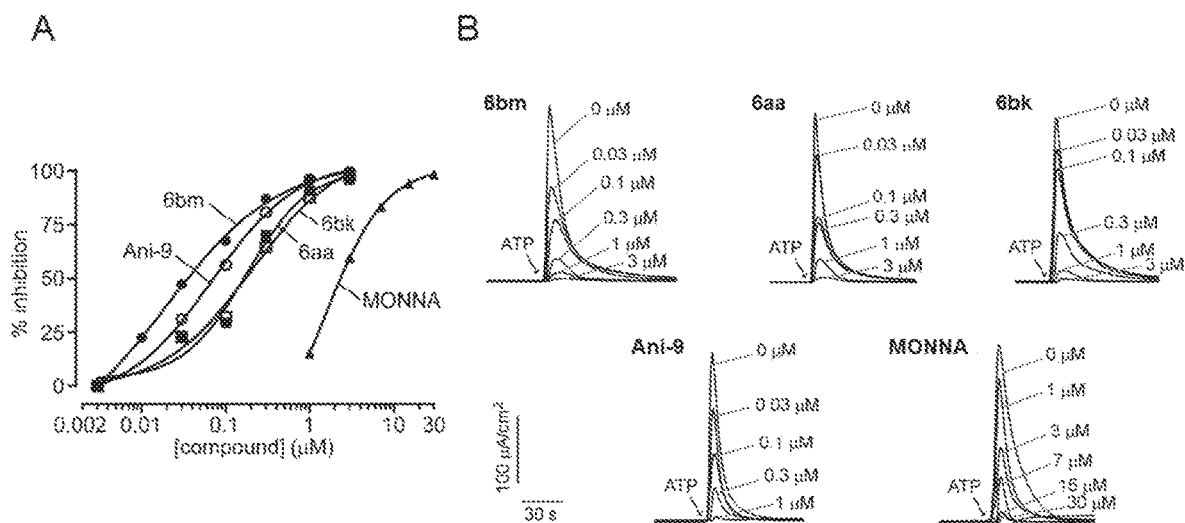 A
B
100
75
50
25
0
% inhibition
6bm
Ani-9
6bk
6aa
MONNA
0.002 0.01 0.1 1 10 30
[compound] (µM)
6bm
0 µM
0.03 µM
0.1 µM
0.3 µM
1 µM
3 µM
ATP
6aa
0 µM
0.03 µM
0.1 µM
0.3 µM
1 µM
3 µM
ATP
6bk
0 µM
0.03 µM
0.1 µM
0.3 µM
1 µM
3 µM
ATP
Ani-9
0 µM
0.03 µM
0.1 µM
0.3 µM
1 µM
ATP
MONNA
0 µM
1 µM
3 µM
7 µM
15 µM
30 µM
ATP
100 µA/cm²
30 s